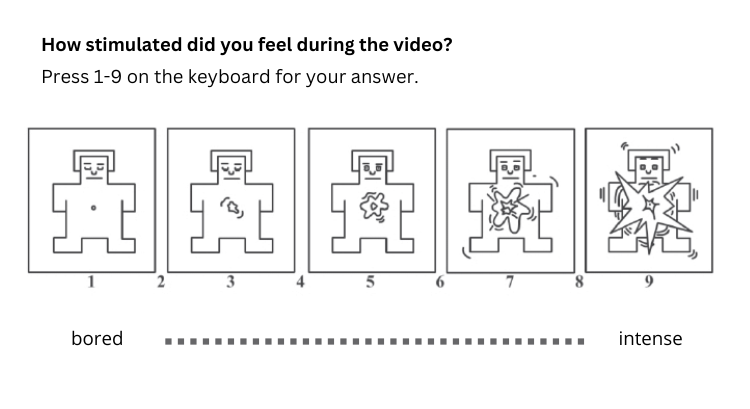 How stimulated did you feel during the video?
Press 1-9 on the keyboard for your answer.
1 2 3 4 5 6 7 8 9
bored intense